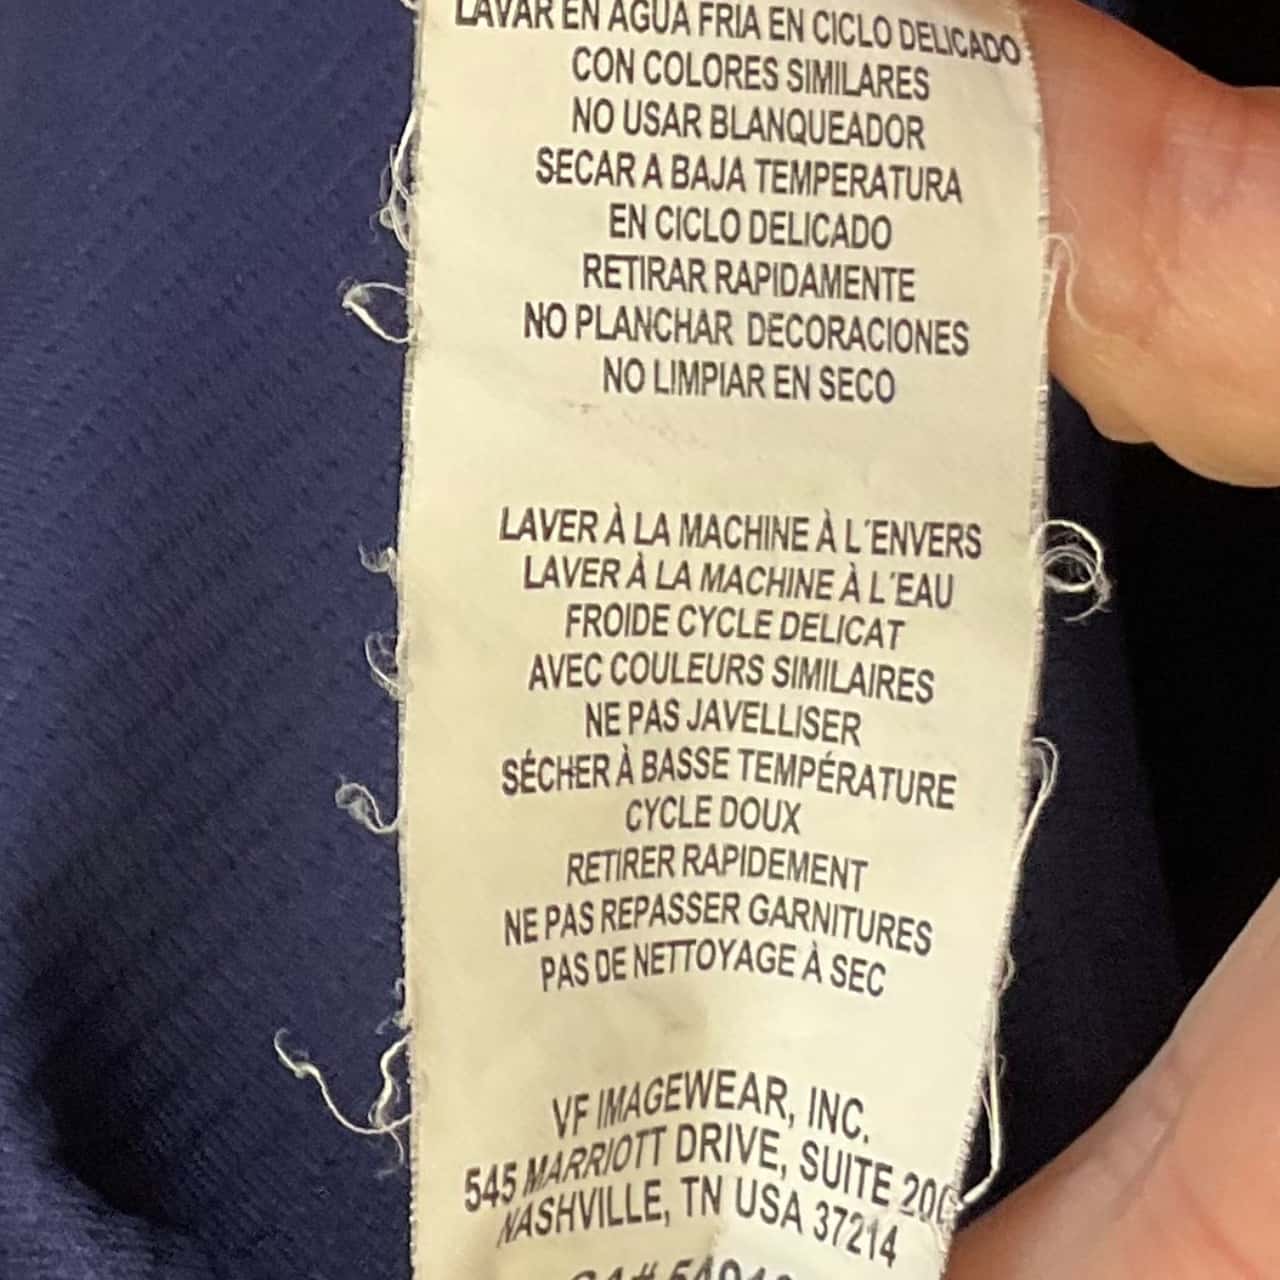 LAVAR EN AGUA FRIA EN CICLO DELICADO
CON COLORES SIMILARES
NO USAR BLANQUEADOR
SECAR A BAJA TEMPERATURA
EN CICLO DELICADO
RETIRAR RAPIDAMENTE
NO PLANCHAR DECORACIONES
NO LIMPIAR EN SECO
LAVER À LA MACHINE À L´ENVERS
LAVER À LA MACHINE À L´EAU
FROIDE CYCLE DELICAT
AVEC COULEURS SIMILAIRES
NE PAS JAVELLISER
SÉCHER À BASSE TEMPÉRATURE
CYCLE DOUX
RETIRER RAPIDEMENT
NE PAS REPASSER GARNITURES
PAS DE NETTOYAGE À SEC
VF IMAGEWEAR, INC.
545 MARRIOTT DRIVE, SUITE 200
NASHVILLE, TN USA 37214